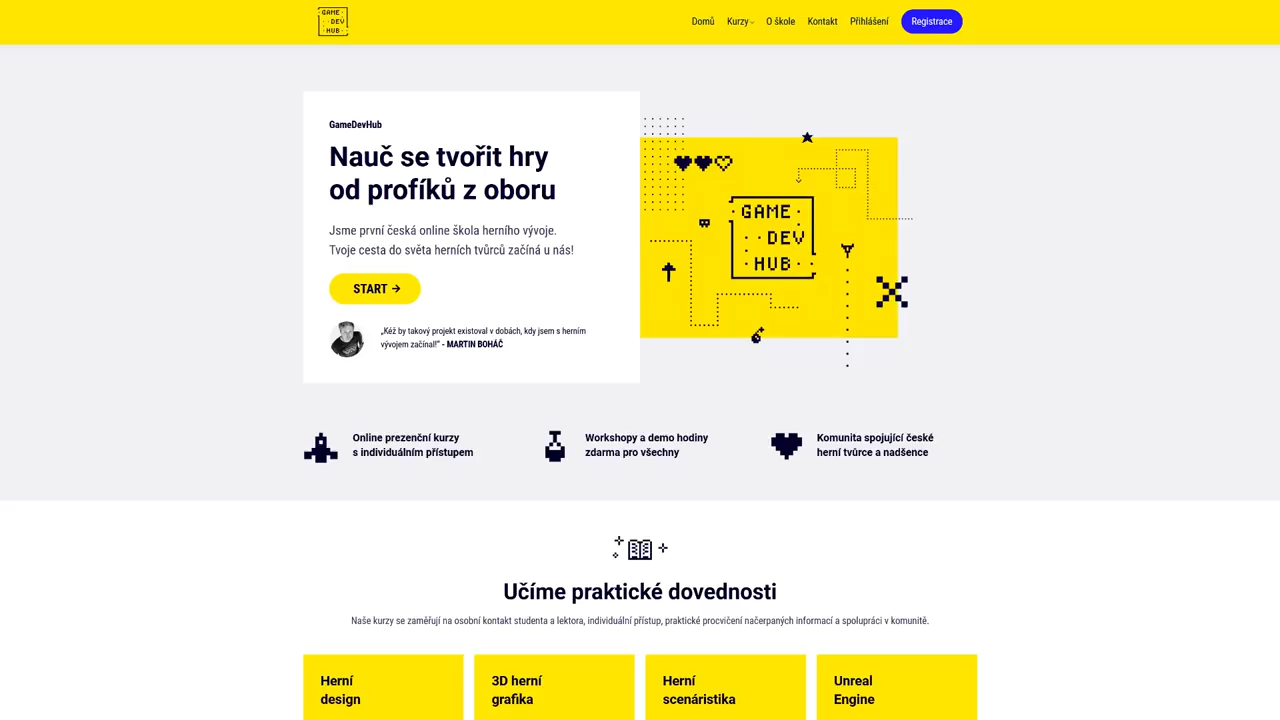 GAME
DEV
HUB
Domů
Kurzy
O škole
Kontakt
Přihlášení
Registrace
GameDevHub
Nauč se tvořit hry
od profíků z oboru
Jsme první česká online škola herního vývoje.
Tvoje cesta do světa herních tvůrců začíná u nás!
START →
„Kéž by takový projekt existoval v dobách, kdy jsem s herním
vývojem začínal!“ - MARTIN BOHÁČ
GAME
DEV
HUB
Online prezenční kurzy
s individuálním přístupem
Workshopy a demo hodiny
zdarma pro všechny
Komunita spojující české
herní tvůrce a nadšence
Učíme praktické dovednosti
Naše kurzy se zaměřují na osobní kontakt studenta a lektora, individuální přístup, praktické procvičení načerpaných informací a spolupráci v komunitě.
Herní
design
3D herní
grafika
Herní
scenáristika
Unreal
Engine